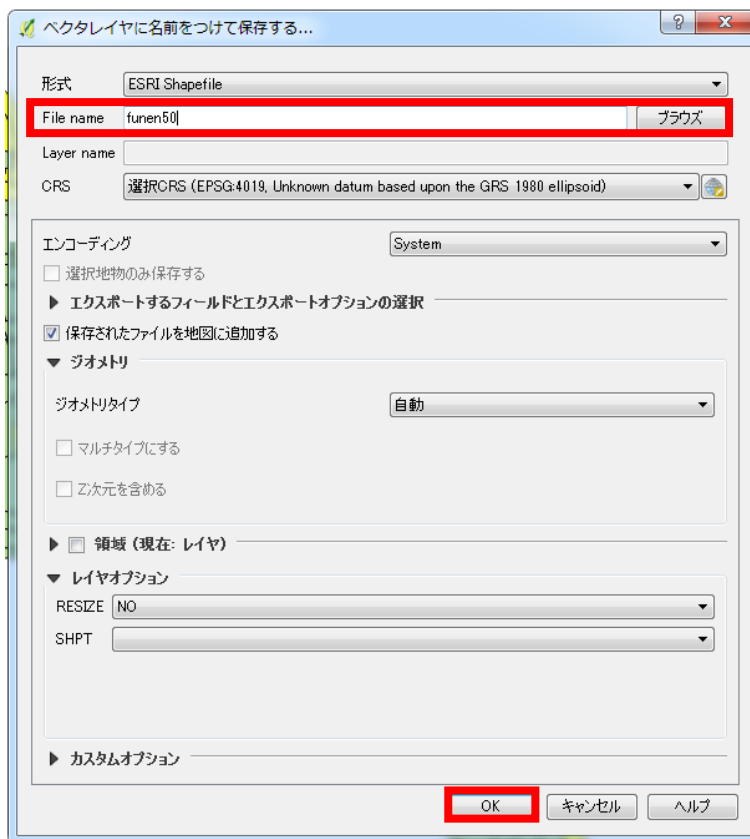 ベクタレイヤに名前をつけて保存する...
形式 ESRI Shapefile
File name funen50 ブラウズ
Layer name
CRS 選択CRS (EPSG:4019, Unknown datum based upon the GRS 1980 ellipsoid)
エンコーディング System
選択地物のみ保存する
エクスポートするフィールドとエクスポートオプションの選択
保存されたファイルを地図に追加する
ジオメトリ
ジオメトリタイプ 自動
マルチタイプにする
Z次元を含める
領域 (現在: レイヤ)
レイヤオプション
RESIZE NO
SHPT
カスタムオプション
OK キャンセル ヘルプ